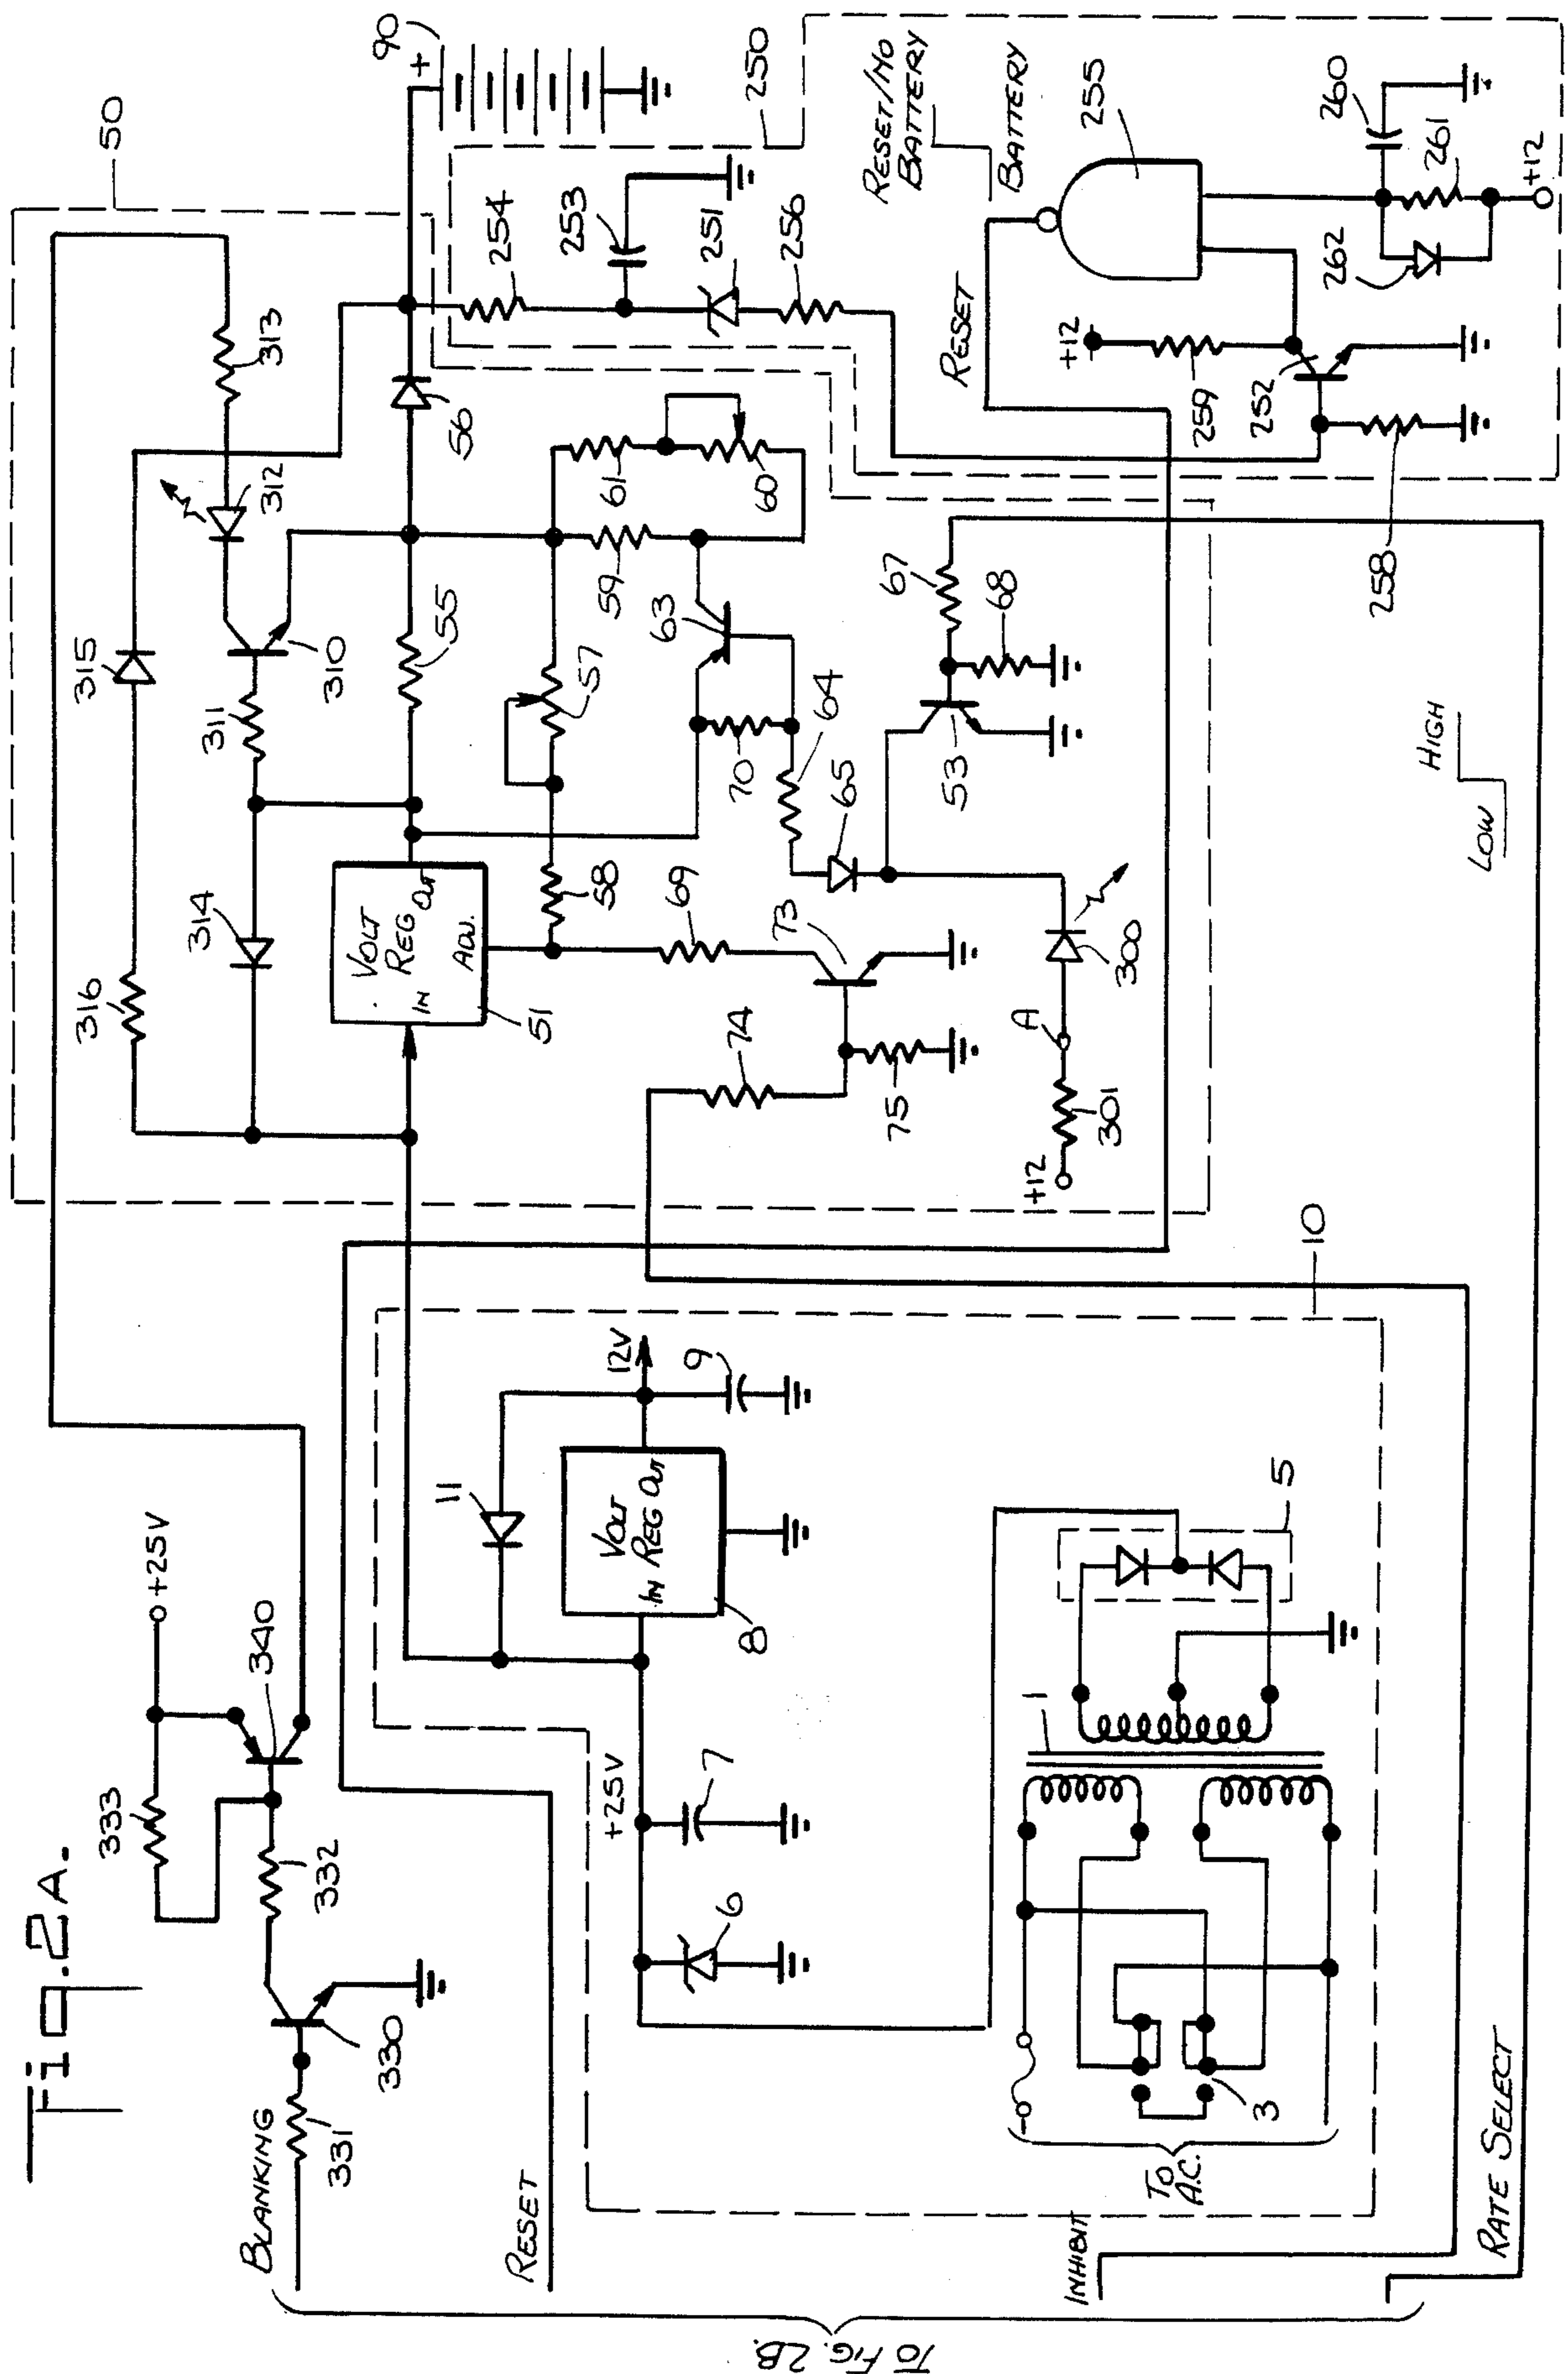 Fig. 2A.
BLANKING
331
330
332
333
340
+25V
RESET
INHIBIT
RATE SELECT
TO FIG. 2B.
TO A.C.
3
1
5
6
7
+25V
8
VOLT REG
IN
OUT
11
9
12V
10
50
316
315
314
311
310
312
313
VOLT REG
IN
OUT
ADJ.
51
55
56
57
58
59
60
61
63
64
65
70
69
73
74
75
53
67
68
300
301
A
+12
90
+
250
254
253
251
256
RESET/NO BATTERY
BATTERY
RESET
255
260
261
262
+12
+12
259
252
258
HIGH
LOW